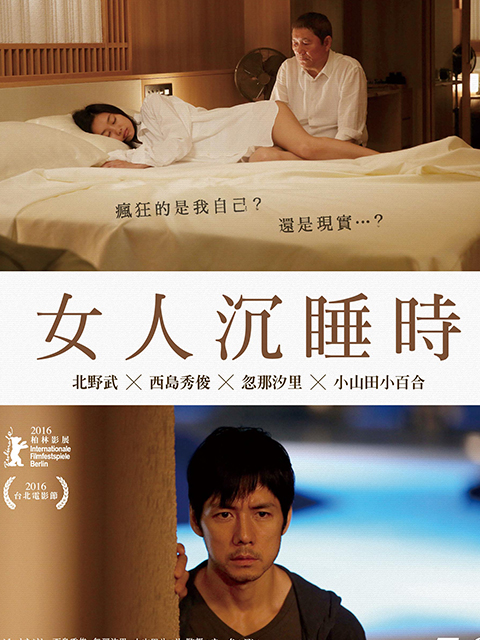 瘋狂的是我自己?
還是現實…?
女人沉睡時
北野武×西島秀俊×忽那汐里×小山田小百合
2016
柏林影展
Internationale
Filmfestspiele
Berlin
2016
台北電影節